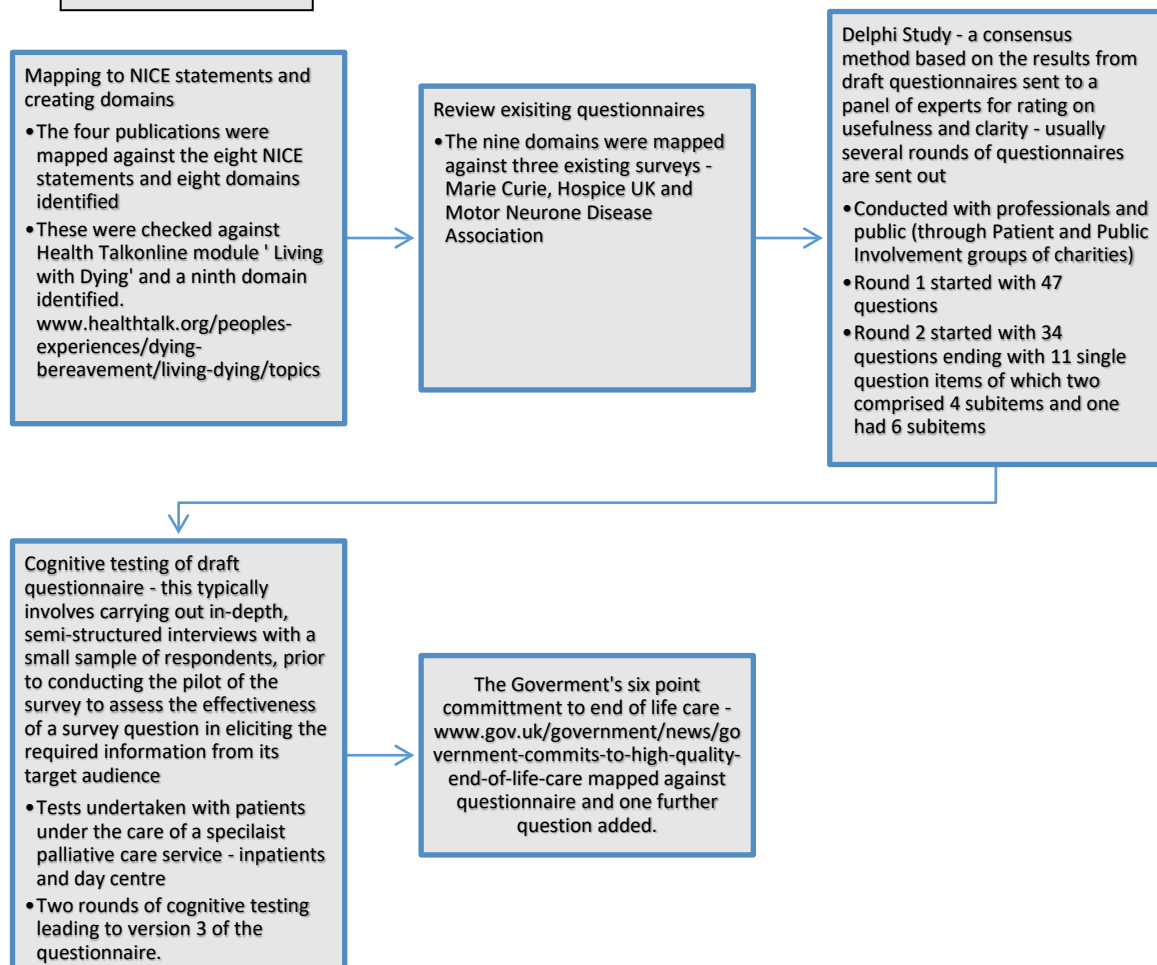 Mapping to NICE statements and
creating domains
•The four publications were
mapped against the eight NICE
statements and eight domains
identified
•These were checked against
Health Talkonline module ' Living
with Dying' and a ninth domain
identified.
www.healthtalk.org/peoples-
experiences/dying-
bereavement/living-dying/topics
Review exisiting questionnaires
•The nine domains were mapped
against three existing surveys -
Marie Curie, Hospice UK and
Motor Neurone Disease
Association
Delphi Study - a consensus
method based on the results from
draft questionnaires sent to a
panel of experts for rating on
usefulness and clarity - usually
several rounds of questionnaires
are sent out
•Conducted with professionals and
public (through Patient and Public
Involvement groups of charities)
•Round 1 started with 47
questions
•Round 2 started with 34
questions ending with 11 single
question items of which two
comprised 4 subitems and one
had 6 subitems
Cognitive testing of draft
questionnaire - this typically
involves carrying out in-depth,
semi-structured interviews with a
small sample of respondents, prior
to conducting the pilot of the
survey to assess the effectiveness
of a survey question in eliciting the
required information from its
target audience
•Tests undertaken with patients
under the care of a specilaist
palliative care service - inpatients
and day centre
•Two rounds of cognitive testing
leading to version 3 of the
questionnaire.
The Goverment's six point
committment to end of life care -
www.gov.uk/government/news/go
vernment-commits-to-high-quality-
end-of-life-care mapped against
questionnaire and one further
question added.